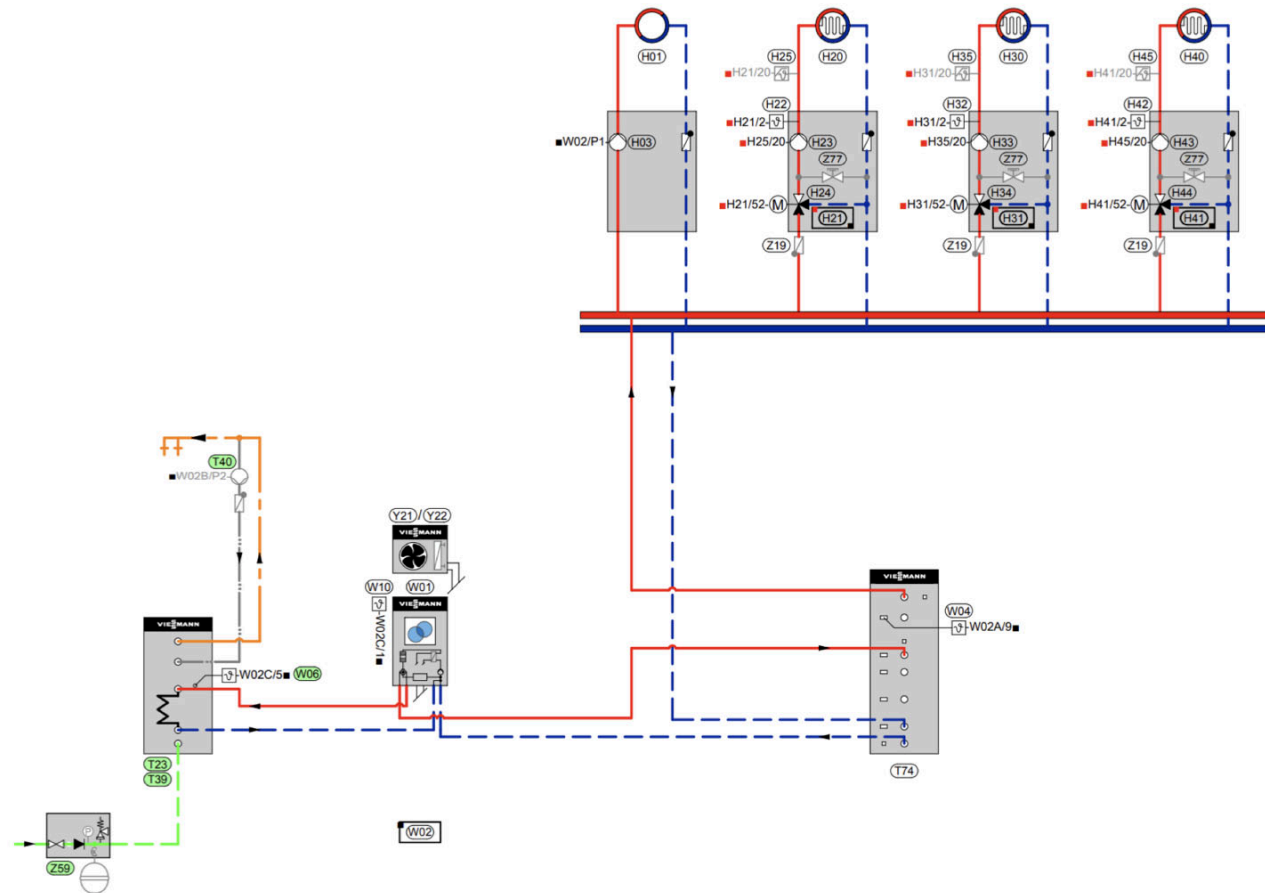 H01
H25
H20
H35
H30
H45
H40
H21/20
H31/20
H41/20
H22
H32
H42
H21/2
H31/2
H41/2
W02/P1
H03
H25/20
H23
H35/20
H33
H45/20
H43
Z77
Z77
Z77
H24
H34
H44
H21/52
M
H31/52
M
H41/52
M
H21
H31
H41
Z19
Z19
Z19
T40
W02B/P2
Y21 / Y22
VIESMANN
W10
W01
VIESMANN
W02C/1
VIESMANN
W04
W02A/9
VIESMANN
W02C/5
W06
T23
T39
T74
P
W02
Z59